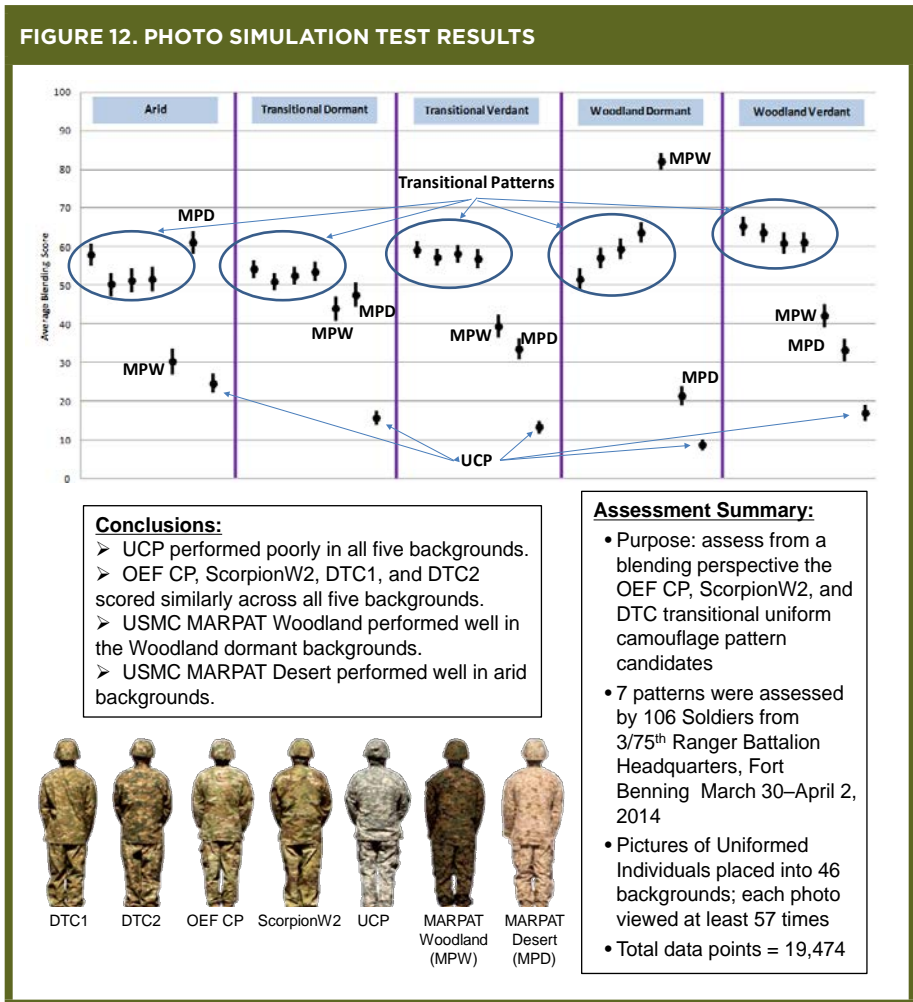 FIGURE 12. PHOTO SIMULATION TEST RESULTS
Arid
Transitional Dormant
Transitional Verdant
Woodland Dormant
Woodland Verdant
Average Blending Score
100
90
80
70
60
50
40
30
20
10
0
Transitional Patterns
MPD
MPW
MPW
MPD
MPW
MPD
MPW
MPD
MPW
MPD
UCP
Conclusions:
➢ UCP performed poorly in all five backgrounds.
➢ OEF CP, ScorpionW2, DTC1, and DTC2
scored similarly across all five backgrounds.
➢ USMC MARPAT Woodland performed well in
the Woodland dormant backgrounds.
➢ USMC MARPAT Desert performed well in arid
backgrounds.
DTC1
DTC2
OEF CP
ScorpionW2
UCP
MARPAT
Woodland
(MPW)
MARPAT
Desert
(MPD)
Assessment Summary:
• Purpose: assess from a
blending perspective the
OEF CP, ScorpionW2, and
DTC transitional uniform
camouflage pattern
candidates
• 7 patterns were assessed
by 106 Soldiers from
3/75th Ranger Battalion
Headquarters, Fort
Benning March 30–April 2,
2014
• Pictures of Uniformed
Individuals placed into 46
backgrounds; each photo
viewed at least 57 times
• Total data points = 19,474